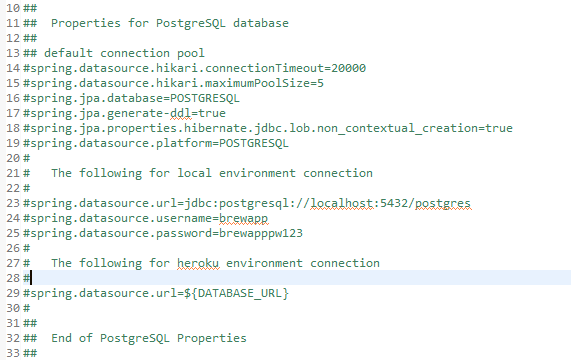 10 ##
11 ##   Properties for PostgreSQL database
12 ##
13 ## default connection pool
14 #spring.datasource.hikari.connectionTimeout=20000
15 #spring.datasource.hikari.maximumPoolSize=5
16 #spring.jpa.database=POSTGRESQL
17 #spring.jpa.generate-ddl=true
18 #spring.jpa.properties.hibernate.jdbc.lob.non_contextual_creation=true
19 #spring.datasource.platform=POSTGRESQL
20 #
21 #   The following for local environment connection
22 #
23 #spring.datasource.url=jdbc:postgresql://localhost:5432/postgres
24 #spring.datasource.username=brewapp
25 #spring.datasource.password=brewapppw123
26 #
27 #   The following for heroku environment connection
28 #
29 #spring.datasource.url=${DATABASE_URL}
30 #
31 ##
32 ##  End of PostgreSQL Properties
33 ##